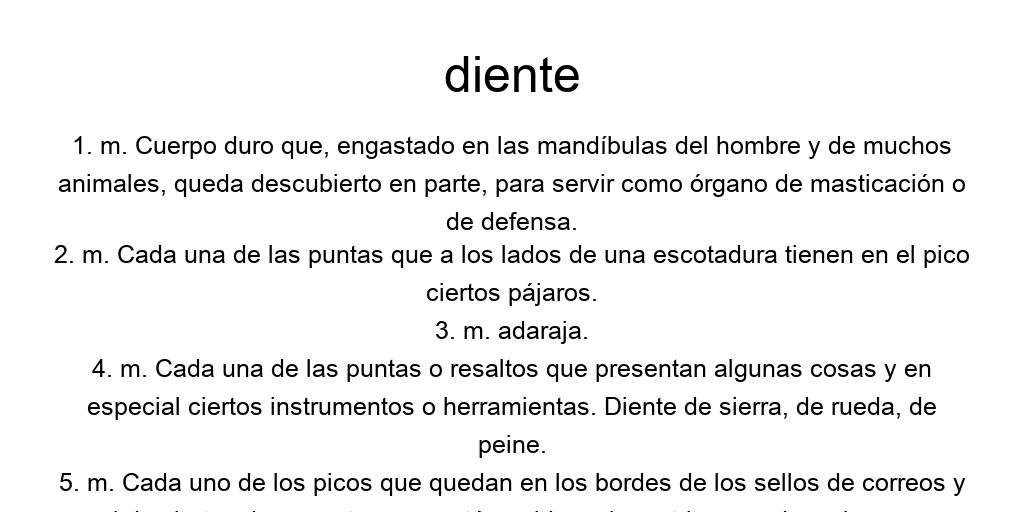 diente
1. m. Cuerpo duro que, engastado en las mandíbulas del hombre y de muchos
animales, queda descubierto en parte, para servir como órgano de masticación o
de defensa.
2. m. Cada una de las puntas que a los lados de una escotadura tienen en el pico
ciertos pájaros.
3. m. adaraja.
4. m. Cada una de las puntas o resaltos que presentan algunas cosas y en
especial ciertos instrumentos o herramientas. Diente de sierra, de rueda, de
peine.
5. m. Cada uno de los picos que quedan en los bordes de los sellos de correos y